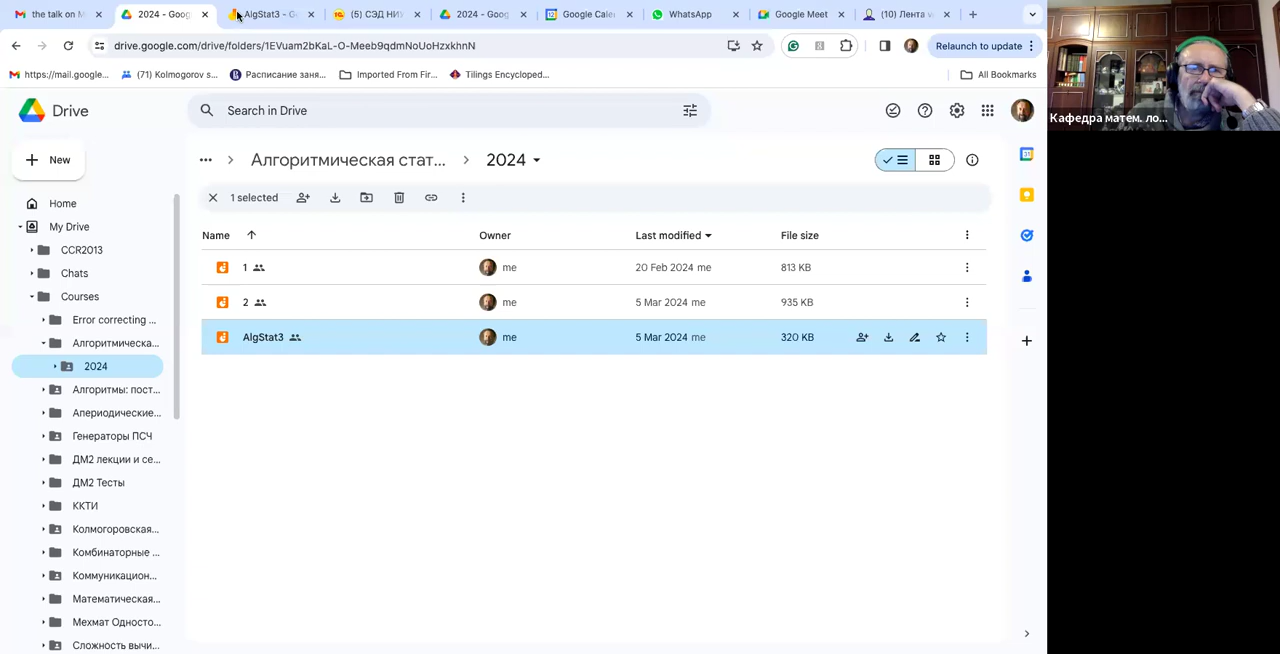 the talk on M
2024 - Goog
AlgStat3 - G
(5) СЭД НИУ
2024 - Goog
Google Caler
WhatsApp
Google Meet
(10) Лента v
drive.google.com/drive/folders/1EVuam2bKaL-O-
NoUoHzxkhnN
Relaunch to update
https://mail.google...
(71) Kolmogorov s...
Расписание заня...
Imported From Fir...
Tilings Encycloped...
All Bookmarks
Drive
Search in Drive
New
Алгоритмическая стат...
2024
1 selected
Home
My Drive
CCR2013
Chats
Courses
Error correcting ...
Алгоритмическа...
2024
Алгоритмы: пост...
Апериодические...
Генераторы ПСЧ
ДМ2 лекции и се...
ДМ2 Тесты
ККТИ
Колмогоровская...
Комбинаторные ...
Коммуникацион...
Математическая...
Мехмат Односто...
Сложность вычи...
Name
Owner
Last modified
File size
1
me
20 Feb 2024 me
813 KB
2
me
5 Mar 2024 me
935 KB
AlgStat3
me
5 Mar 2024 me
320 KB
Кафедра матем. ло...